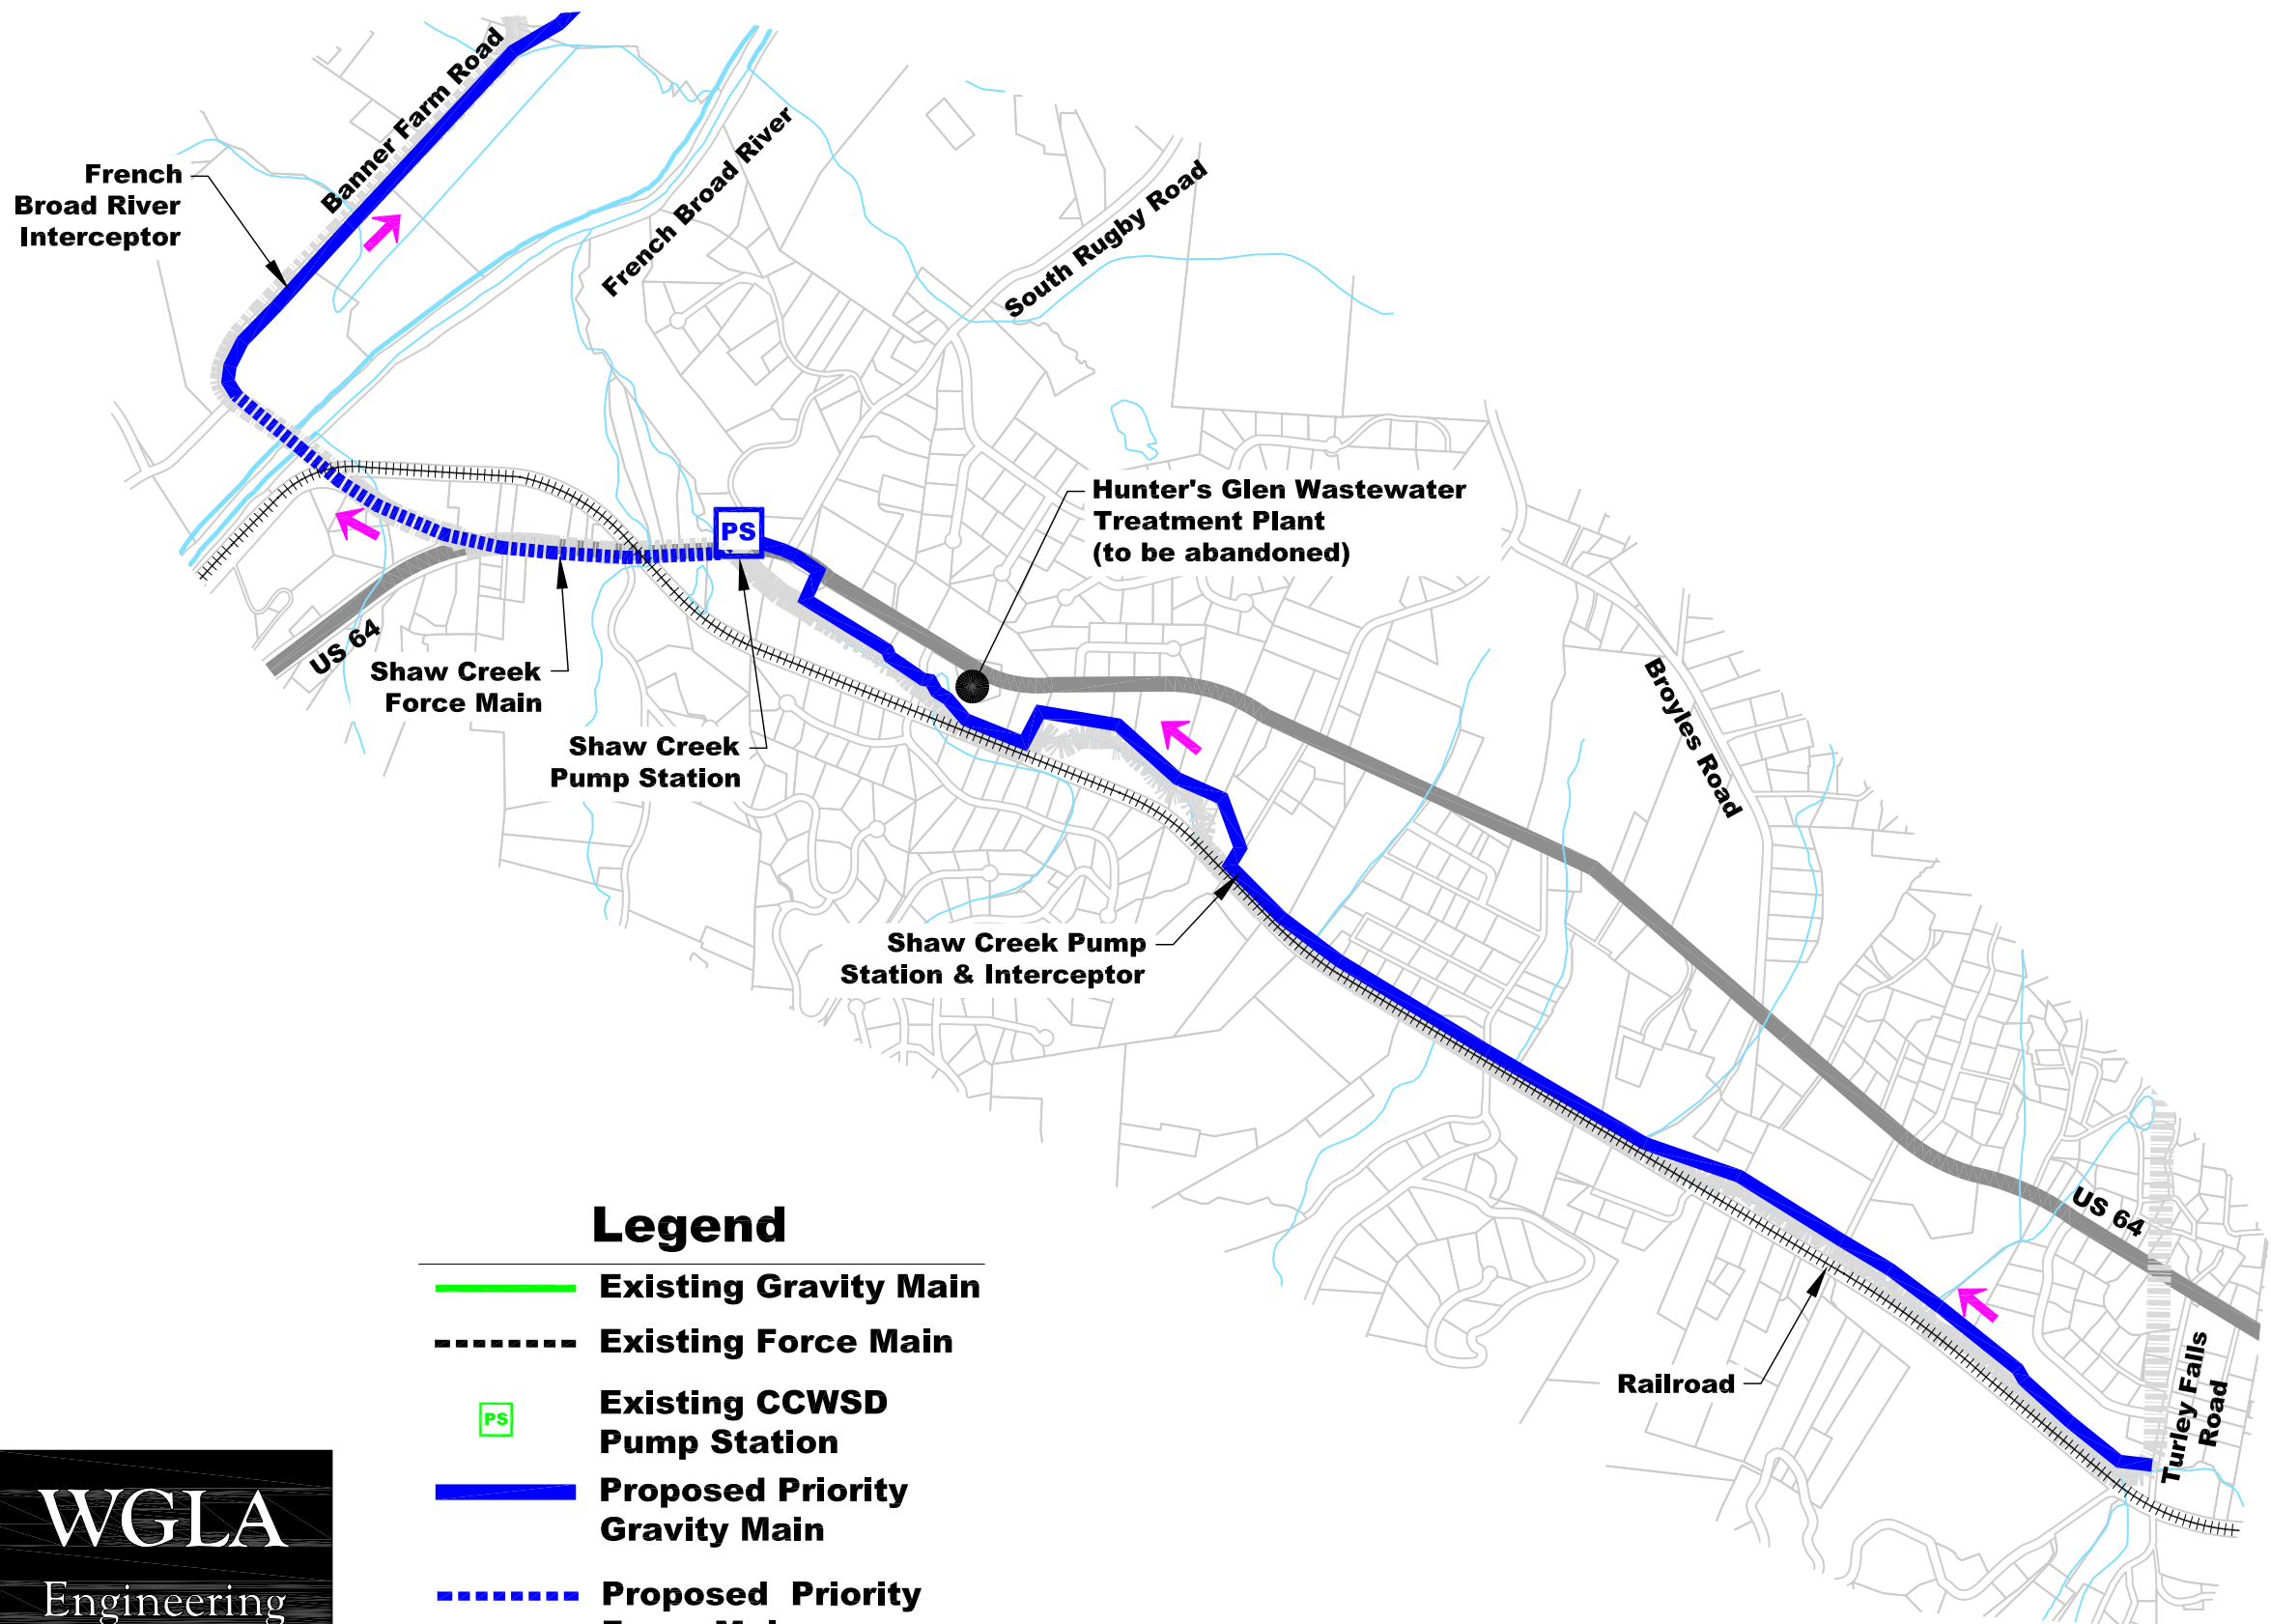 Banner Farm Road
French
Broad River
Interceptor
French Broad River
South Rugby Road
Hunter's Glen Wastewater
Treatment Plant
(to be abandoned)
PS
US 64
Shaw Creek
Force Main
Shaw Creek
Pump Station
Broyles Road
Shaw Creek Pump
Station & Interceptor
US 64
Railroad
Turley Falls
Road
Legend
Existing Gravity Main
Existing Force Main
PS
Existing CCWSD
Pump Station
Proposed Priority
Gravity Main
Proposed Priority
WGLA
Engineering